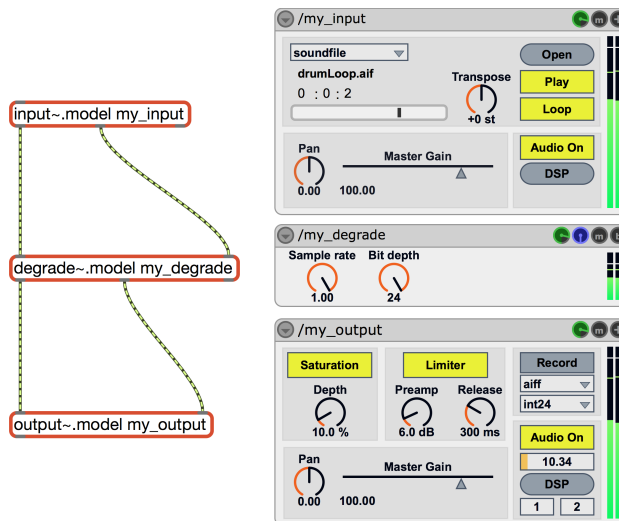 input~.model my_input
degrade~.model my_degrade
output~.model my_output
/my_input
m
soundfile
Open
drumLoop.aif
Transpose
Play
0 : 0 : 2
Loop
+0 st
Pan
Master Gain
Audio On
DSP
0.00
100.00
/my_degrade
m
Sample rate
Bit depth
1.00
24
/my_output
m
Saturation
Limiter
Record
aiff
Depth
Preamp
Release
int24
10.0 %
6.0 dB
300 ms
Audio On
Pan
Master Gain
10.34
DSP
0.00
100.00
1
2